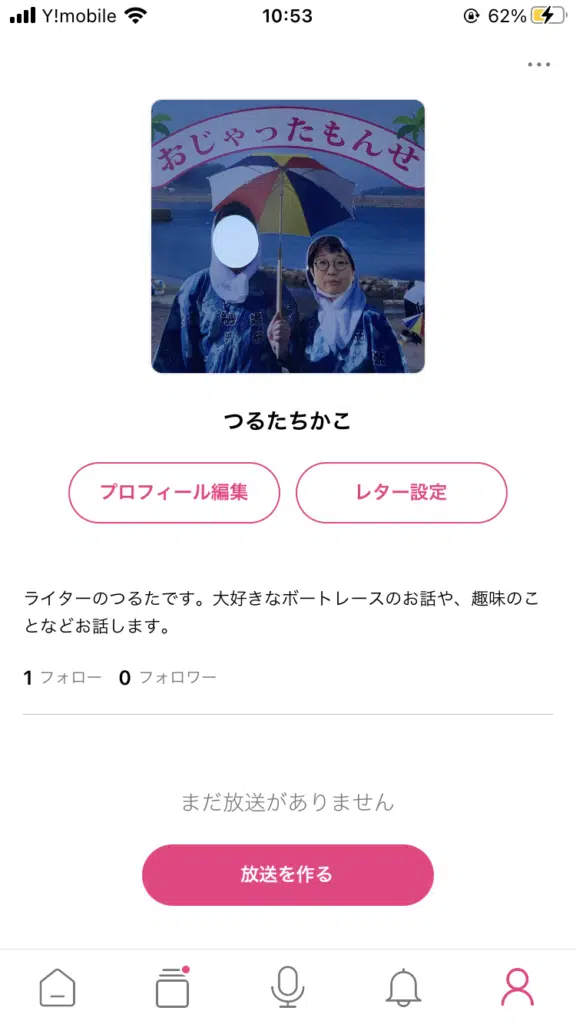 Y!mobile 10:53 62%
おじゃったもんせ
つるたちかこ
プロフィール編集 レター設定
ライターのつるたです。大好きなボートレースのお話や、趣味のこ
となどお話します。
1 フォロー 0 フォロワー
まだ放送がありません
放送を作る